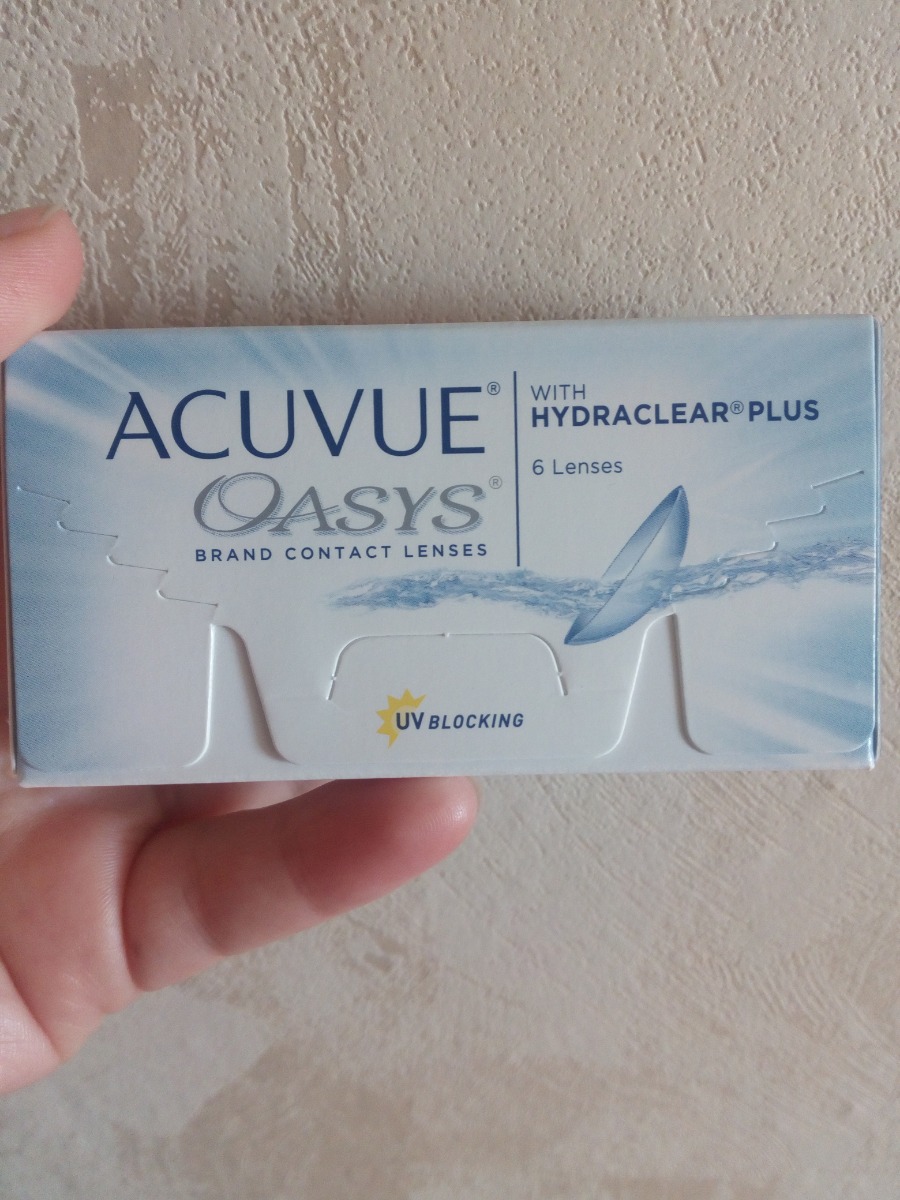 ACUVUE®
OASYS®
BRAND CONTACT LENSES
WITH
HYDRACLEAR® PLUS
6 Lenses
UV BLOCKING